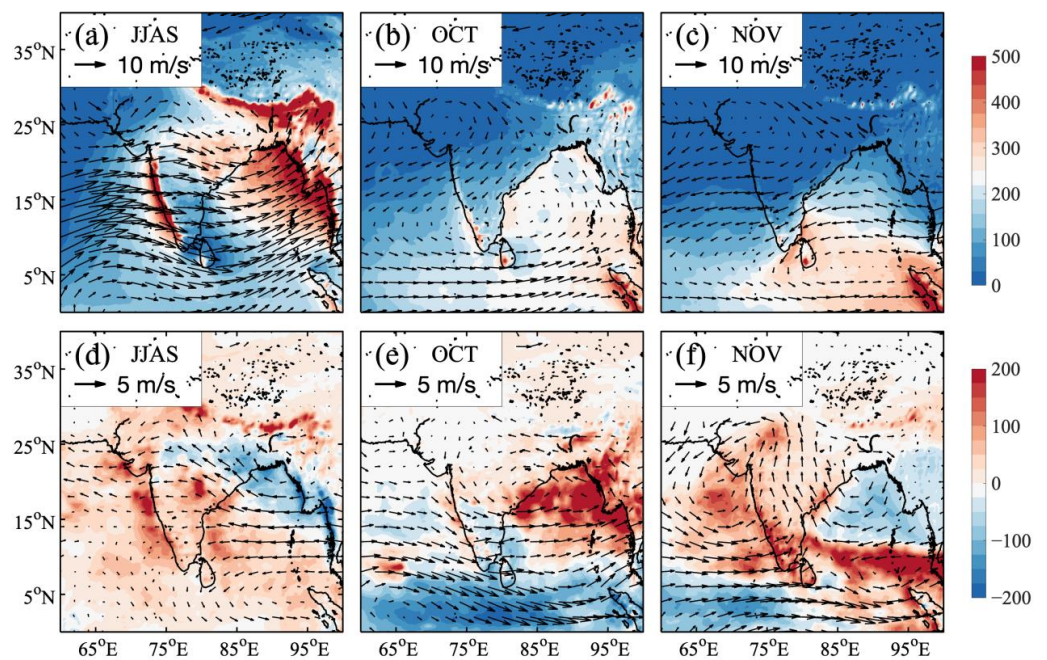 (a) JJAS
10 m/s
(b) OCT
10 m/s
(c) NOV
10 m/s
35°N
25°N
15°N
5°N
500
400
300
200
100
0
(d) JJAS
5 m/s
(e) OCT
5 m/s
(f) NOV
5 m/s
35°N
25°N
15°N
5°N
200
100
0
−100
−200
65°E 75°E 85°E 95°E 65°E 75°E 85°E 95°E 65°E 75°E 85°E 95°E